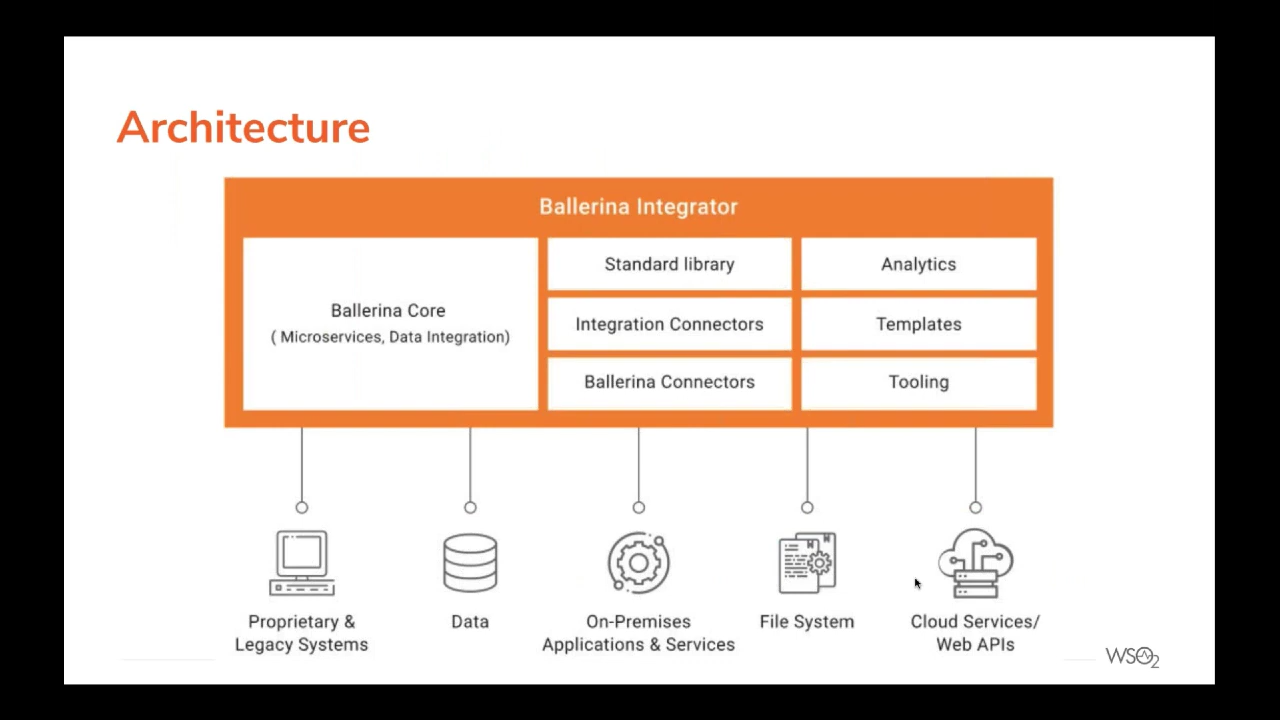 Architecture
Ballerina Integrator
Ballerina Core
( Microservices, Data Integration)
Standard library
Integration Connectors
Ballerina Connectors
Analytics
Templates
Tooling
Proprietary &
Legacy Systems
Data
On-Premises
Applications & Services
File System
Cloud Services/
Web APIs
WSO2